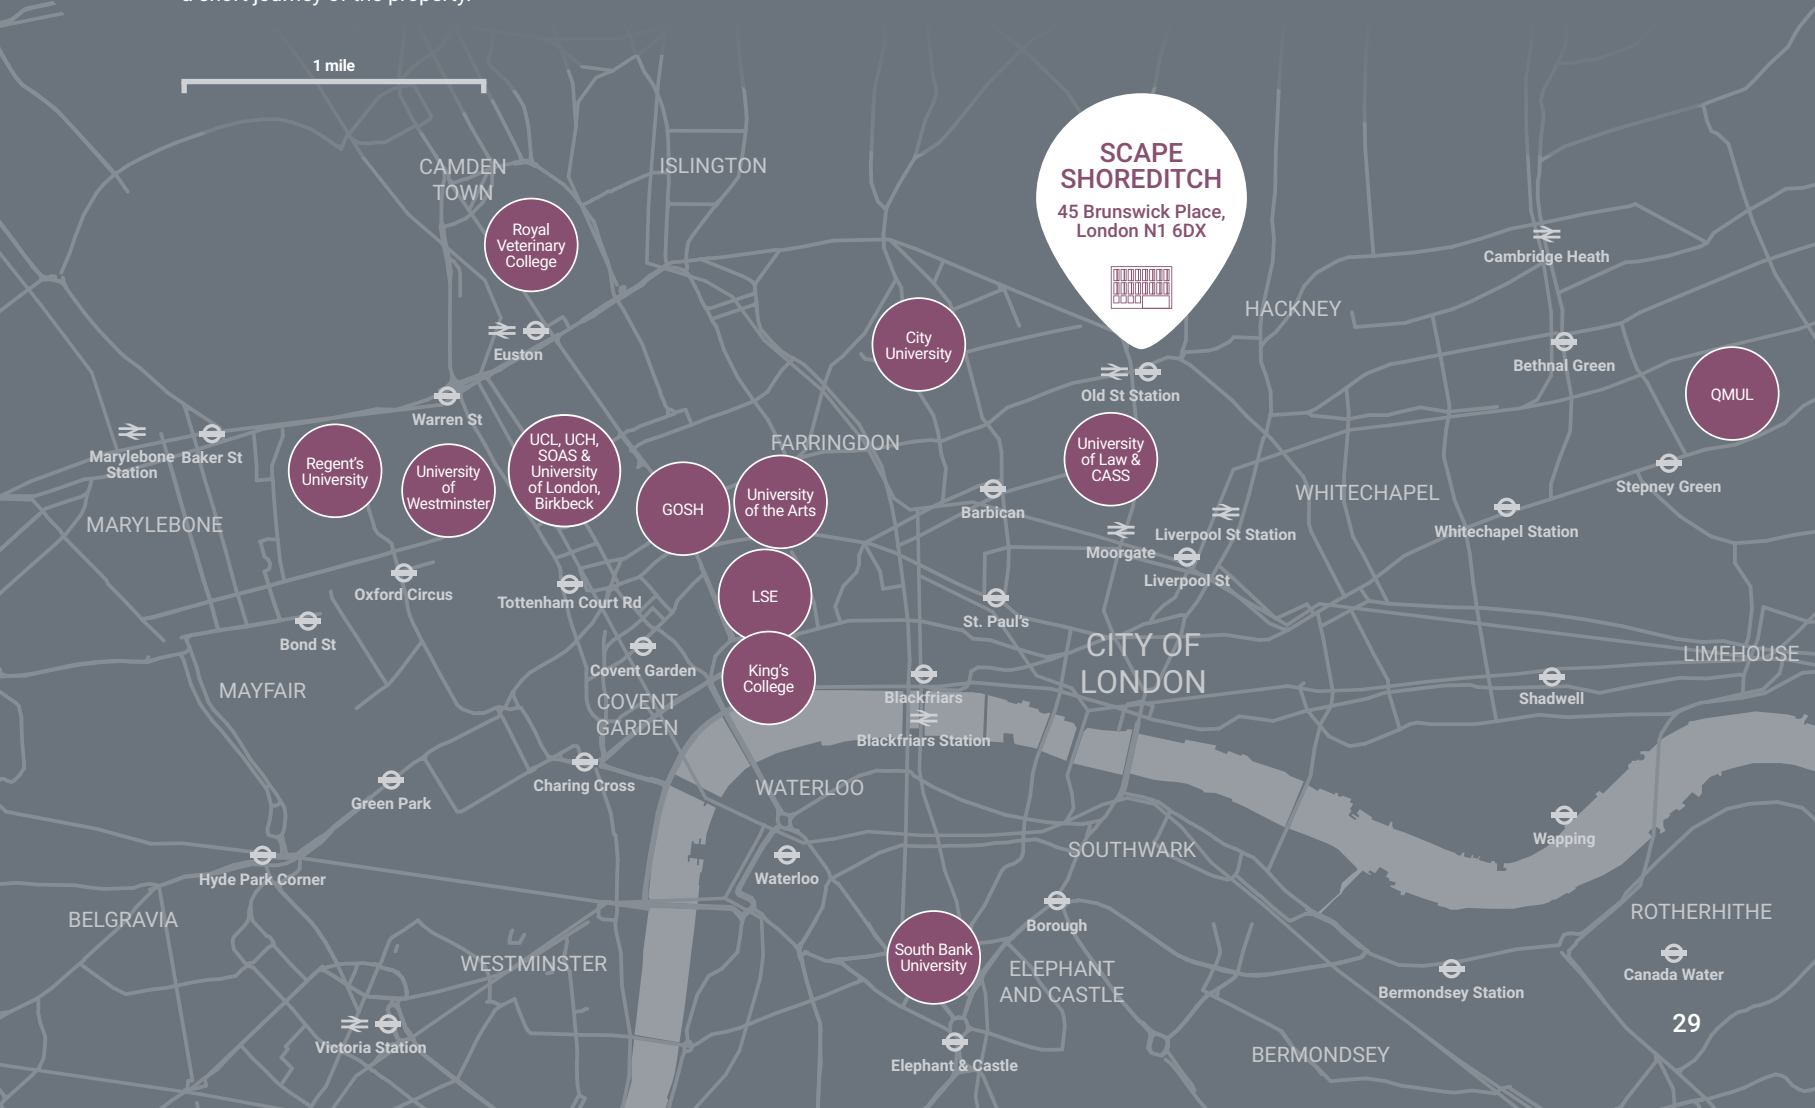 a short journey of the property.
1 mile
CAMDEN
TOWN
ISLINGTON
SCAPE
SHOREDITCH
45 Brunswick Place,
London N1 6DX
Royal
Veterinary
College
Cambridge Heath
HACKNEY
City
University
Euston
Bethnal Green
Old St Station
QMUL
Warren St
Marylebone
Station
Baker St
Regent's
University
University
of
Westminster
UCL, UCH,
SOAS &
University
of London,
Birkbeck
FARRINGDON
University
of Law &
CASS
GOSH
University
of the Arts
Barbican
WHITECHAPEL
Stepney Green
MARYLEBONE
Moorgate
Liverpool St Station
Whitechapel Station
Liverpool St
Oxford Circus
Tottenham Court Rd
LSE
St. Paul's
Bond St
Covent Garden
King's
College
CITY OF
LONDON
LIMEHOUSE
MAYFAIR
COVENT
GARDEN
Blackfriars
Shadwell
Blackfriars Station
Charing Cross
WATERLOO
Green Park
Wapping
SOUTHWARK
Hyde Park Corner
Waterloo
BELGRAVIA
Borough
ROTHERHITHE
WESTMINSTER
South Bank
University
ELEPHANT
AND CASTLE
Bermondsey Station
Canada Water
29
Victoria Station
Elephant & Castle
BERMONDSEY